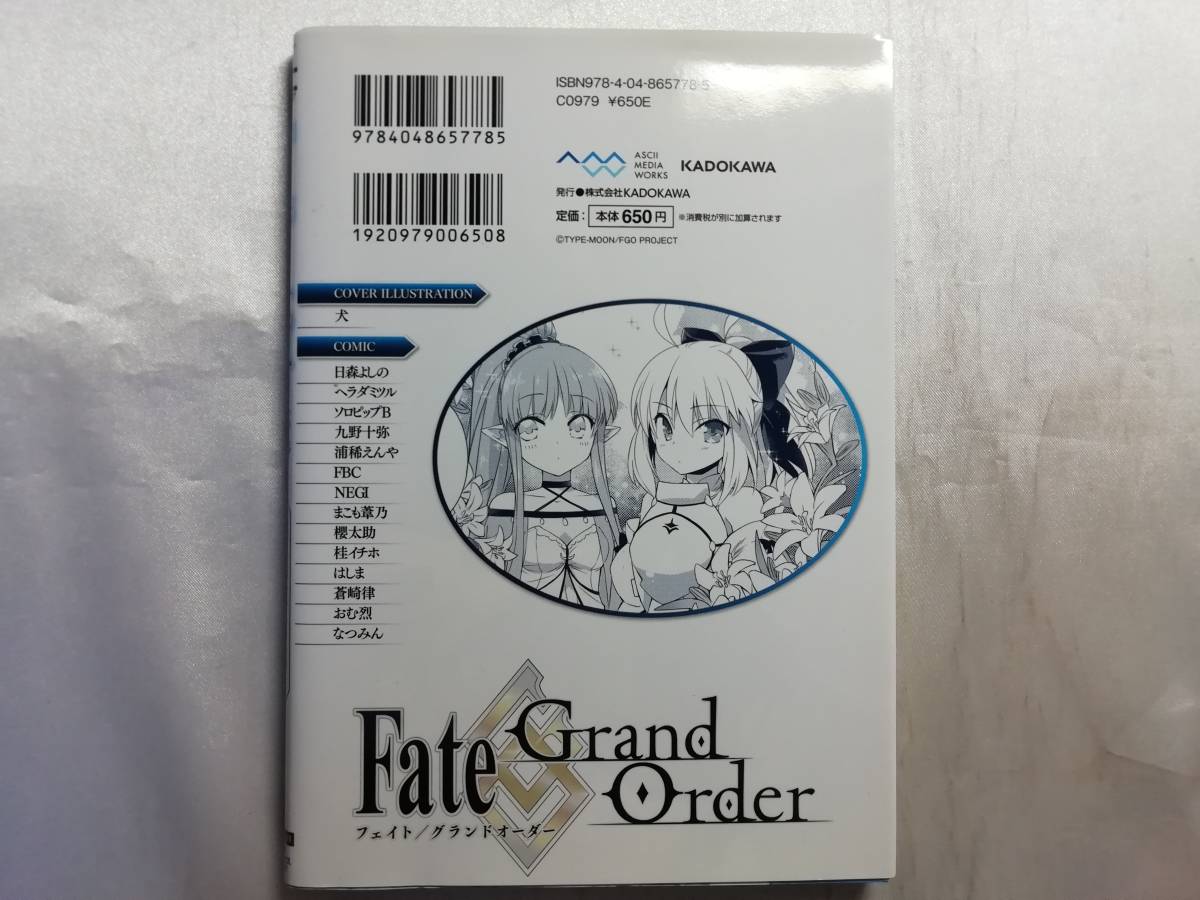 9784048657785
1920979006508
ISBN978-4-04-865778-5
C0979 ¥650E
ASCII
MEDIA
WORKS
KADOKAWA
発行●株式会社KADOKAWA
定価：本体650円 ※消費税が別に加算されます
©TYPE-MOON/FGO PROJECT
COVER ILLUSTRATION
犬
COMIC
日森よしの
ヘラダミツル
ソロピップB
九野十弥
浦稀えんや
FBC
NEGI
まこも葦乃
櫻太助
桂イチホ
はしま
蒼崎律
おむ烈
なつみん
Fate
Grand
Order
フェイト／グランドオーダー